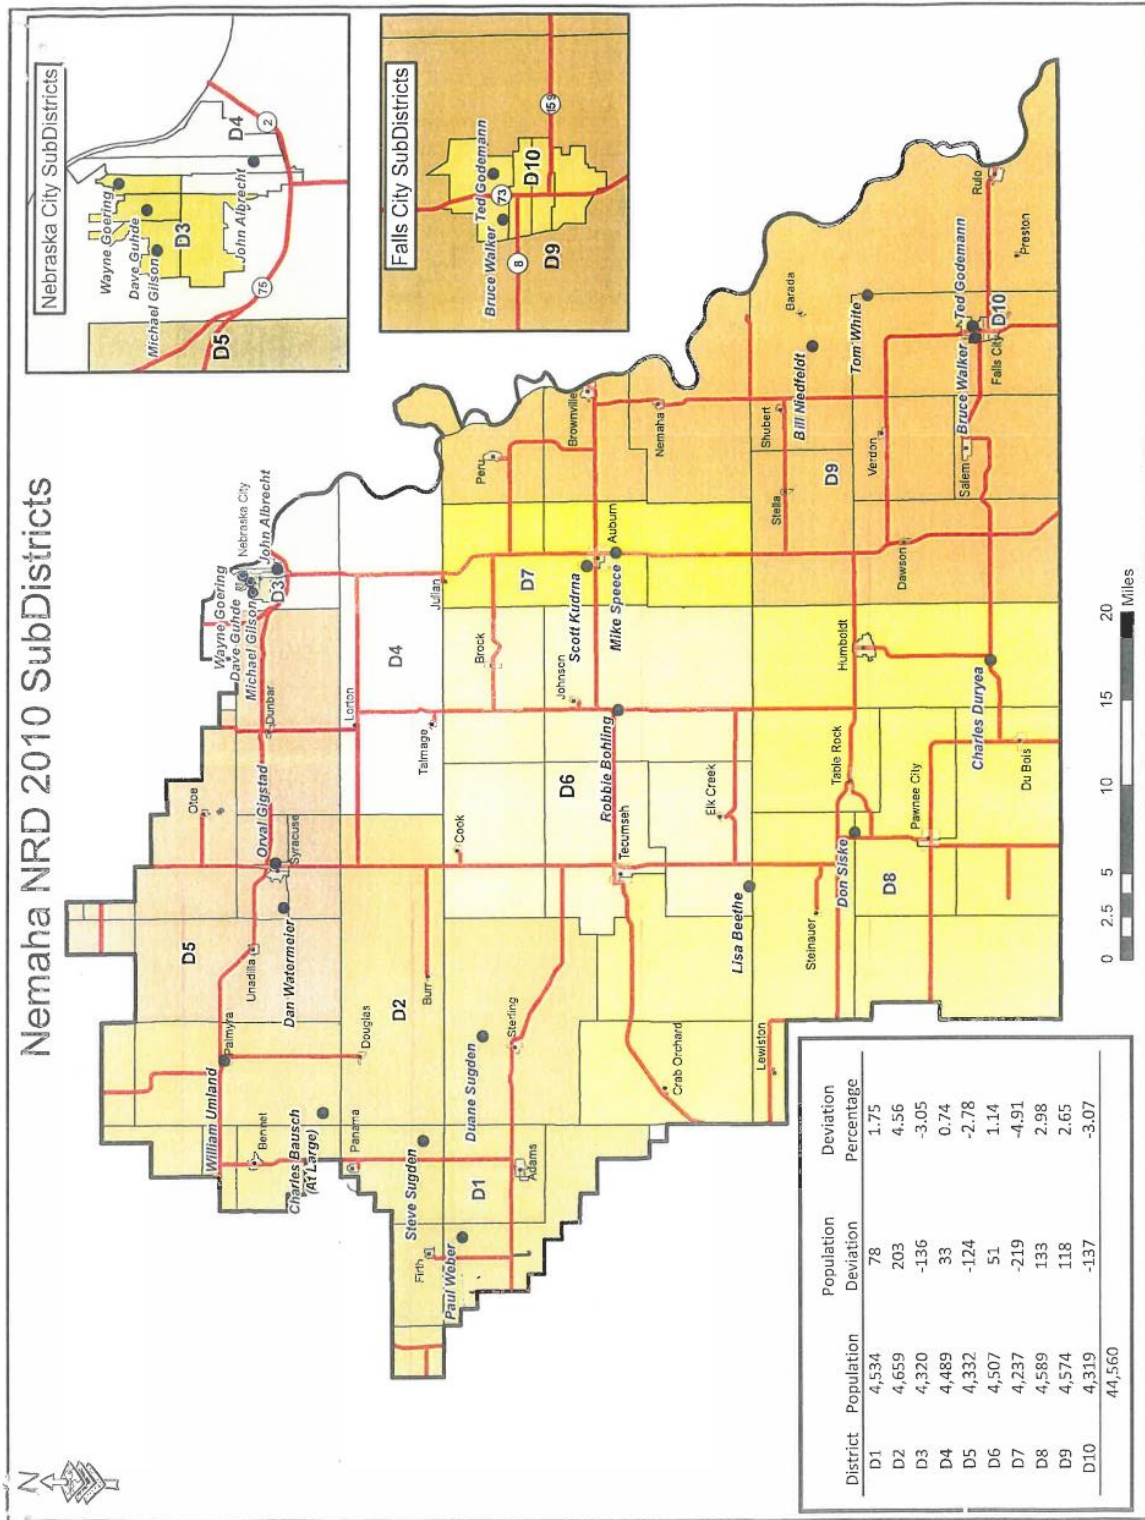 Nemaha NRD 2010 SubDistricts
N
Nebraska City SubDistricts
Wayne Goering
Dave Guhde
Michael Gilson
D3
D4
John Albrecht
2
75
D5
Falls City SubDistricts
Bruce Walker
Ted Godemann
73
D10
159
8
D9
Otoe
Wayne Goering
Dave Guhde
Michael Gilson
Nebraska City
John Albrecht
D3
D5
Orval Gigstad
Dunbar
Syracuse
Unadilla
Dan Watermeier
William Umland
Palmyra
Bennet
Charles Bausch
(At Large)
Panama
Douglas
Lorton
D4
D2
Burr
Talmage
Julian
Steve Sugden
Firth
Paul Weber
D1
Duane Sugden
Adams
Sterling
Cook
Brock
D7
Peru
Johnson
D6
Scott Kudrna
Auburn
Brownville
Robbie Bohling
Mike Speece
Tecumseh
Nemaha
Crab Orchard
Elk Creek
Lisa Beethe
Lewiston
Steinauer
Shubert
Stella
Barada
Bill Niedfeldt
Table Rock
Humboldt
D9
Don Siske
Tom White
D8
Pawnee City
Verdon
Dawson
Charles Duryea
Du Bois
Salem
Bruce Walker
Ted Godemann
Falls City
D10
Preston
Rulo
0 2.5 5 10 15 20
Miles
District Population Population Deviation Deviation Percentage
D1 4,534 78 1.75
D2 4,659 203 4.56
D3 4,320 -136 -3.05
D4 4,489 33 0.74
D5 4,332 -124 -2.78
D6 4,507 51 1.14
D7 4,237 -219 -4.91
D8 4,589 133 2.98
D9 4,574 118 2.65
D10 4,319 -137 -3.07
44,560